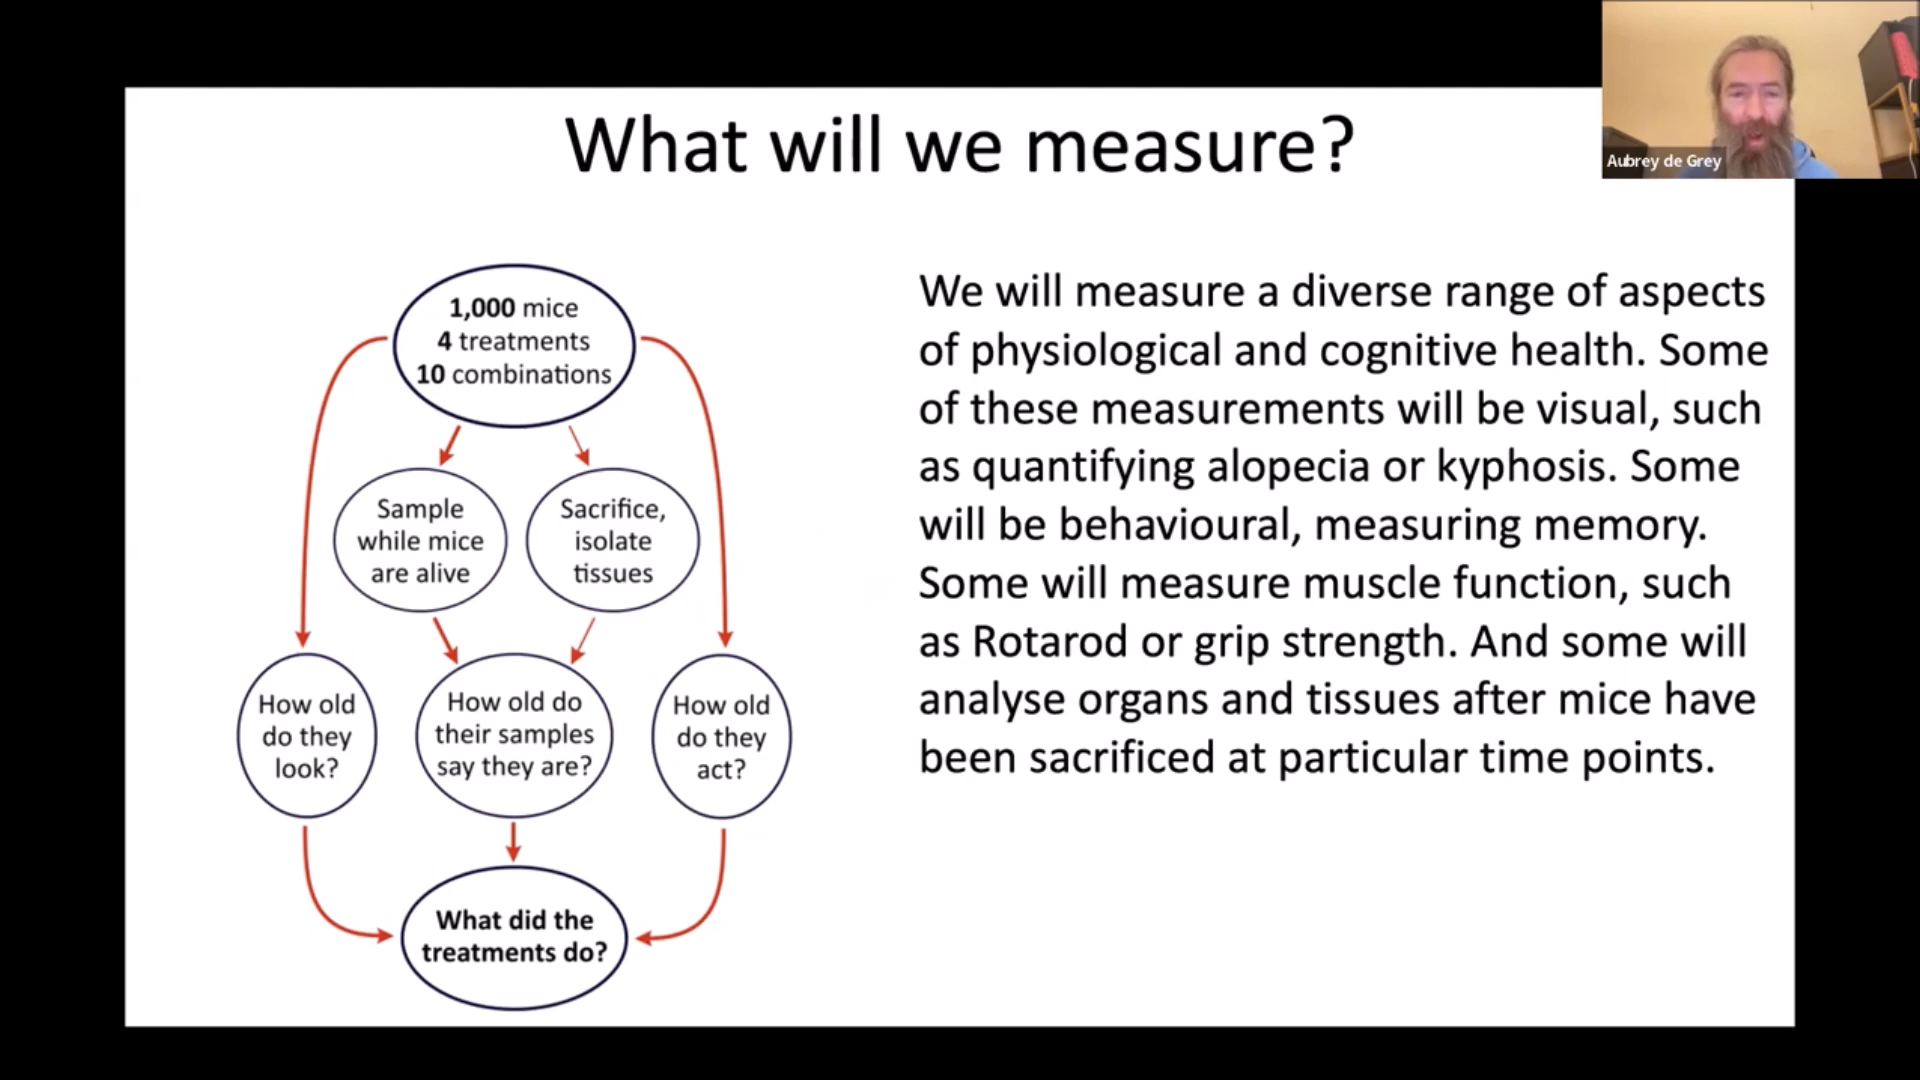 What will we measure?
Aubrey de Grey
1,000 mice
4 treatments
10 combinations
Sample
while mice
are alive
Sacrifice,
isolate
tissues
How old
do they
look?
How old do
their samples
say they are?
How old
do they
act?
What did the
treatments do?
We will measure a diverse range of aspects
of physiological and cognitive health. Some
of these measurements will be visual, such
as quantifying alopecia or kyphosis. Some
will be behavioural, measuring memory.
Some will measure muscle function, such
as Rotarod or grip strength. And some will
analyse organs and tissues after mice have
been sacrificed at particular time points.